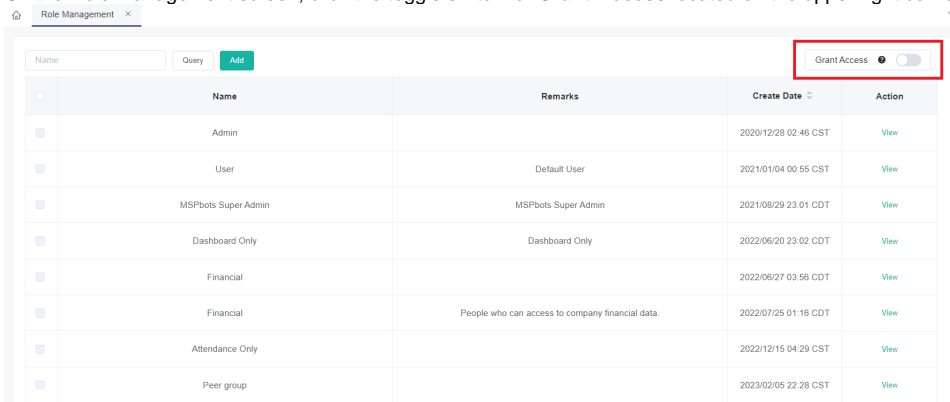 Role Management ×
Name Query Add Grant Access
Name Remarks Create Date Action
Admin 2020/12/28 02:46 CST View
User Default User 2021/01/04 00:55 CST View
MSPbots Super Admin MSPbots Super Admin 2021/08/29 23:01 CDT View
Dashboard Only Dashboard Only 2022/06/20 23:02 CDT View
Financial 2022/06/27 03:56 CDT View
Financial People who can access to company financial data. 2022/07/25 01:16 CDT View
Attendance Only 2022/12/15 04:29 CST View
Peer group 2023/02/05 22:28 CST View